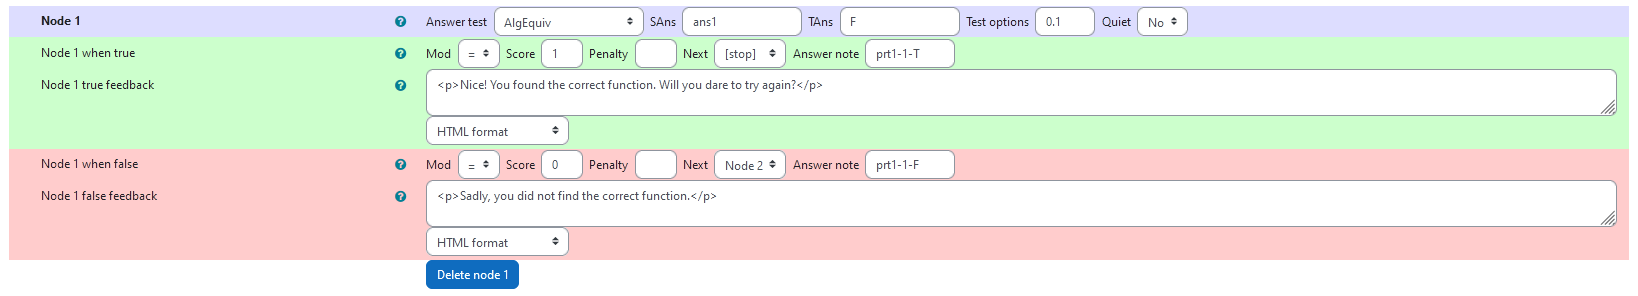 Node 1 Answer test AlgEquiv SAns ans1 TAns F Test options 0.1 Quiet No
Node 1 when true Mod = Score 1 Penalty Next [stop] Answer note prt1-1-T
Node 1 true feedback <p>Nice! You found the correct function. Will you dare to try again?</p>
HTML format
Node 1 when false Mod = Score 0 Penalty Next Node 2 Answer note prt1-1-F
Node 1 false feedback <p>Sadly, you did not find the correct function.</p>
HTML format
Delete node 1